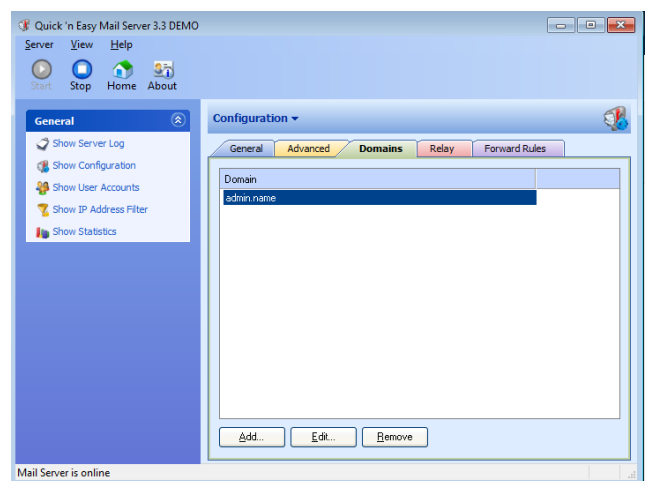 Quick 'n Easy Mail Server 3.3 DEMO
Server View Help
Start Stop Home About
General
Show Server Log
Show Configuration
Show User Accounts
Show IP Address Filter
Show Statistics
Configuration
General Advanced Domains Relay Forward Rules
Domain
admin.name
Add... Edit... Remove
Mail Server is online